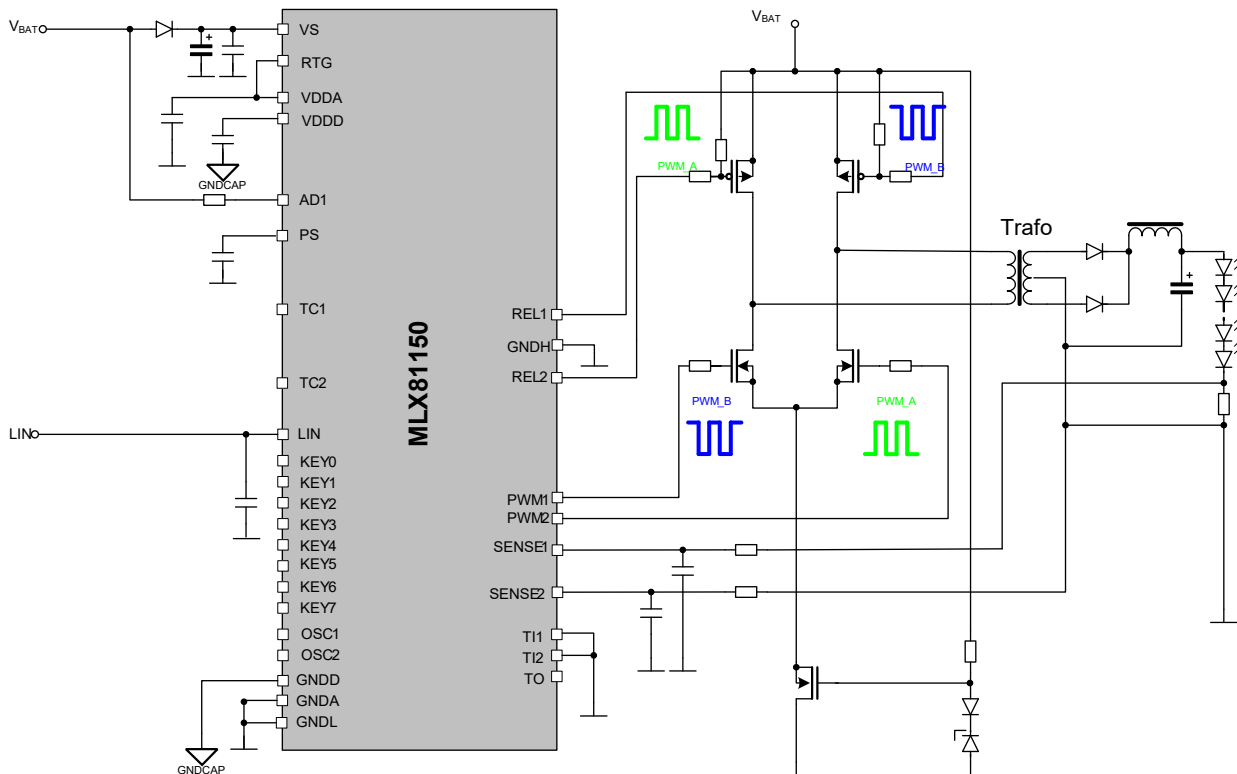 VBAT
VS
RTG
VDDA
VDDD
GNDCAP
AD1
PS
TC1
TC2
LIN
LIN
KEY0
KEY1
KEY2
KEY3
KEY4
KEY5
KEY6
KEY7
OSC1
OSC2
GNDD
GNDA
GNDL
GNDCAP
MLX81150
REL1
GNDH
REL2
PWM1
PWM2
SENSE1
SENSE2
TI1
TI2
TO
VBAT
PWM_A
PWM_B
PWM_B
PWM_A
Trafo
+
+